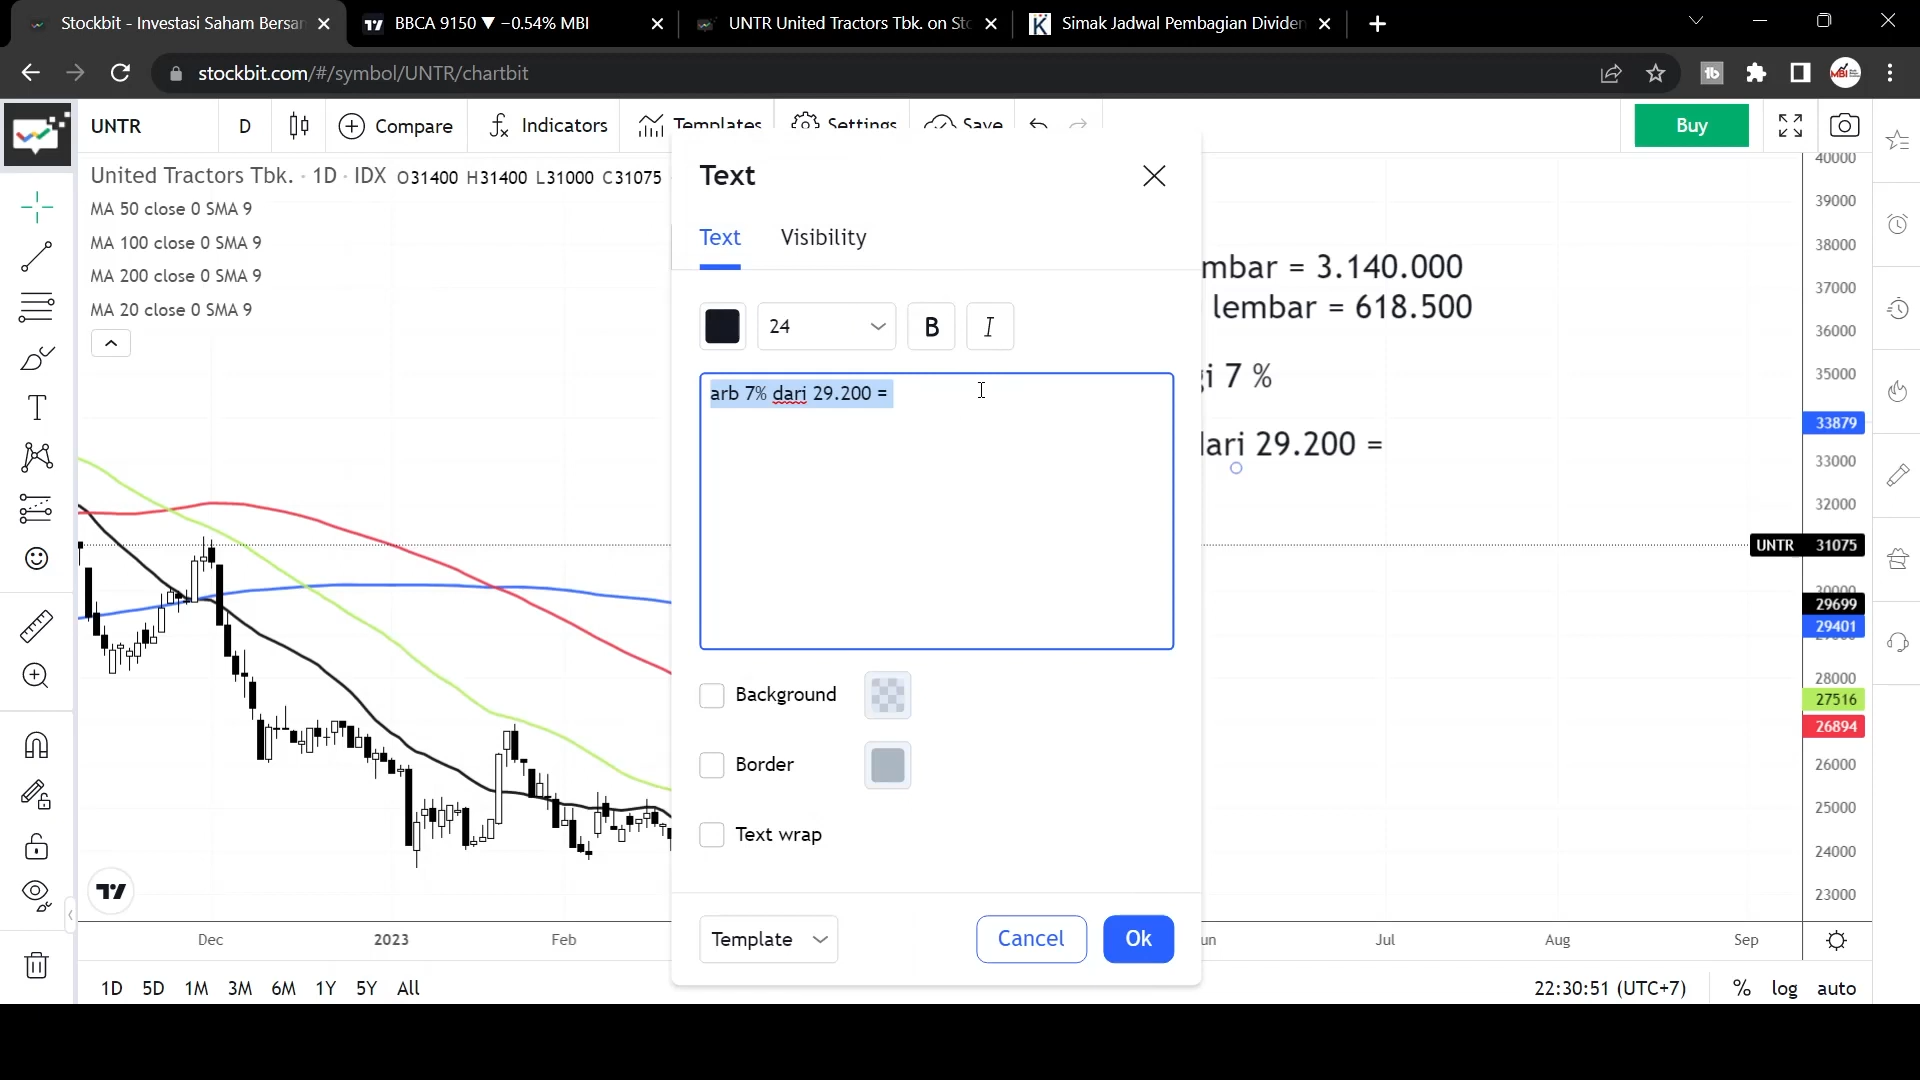 Stockbit - Investasi Saham Bersar
BBCA 9150 ▼ −0.54% MBI
UNTR United Tractors Tbk. on Stc
Simak Jadwal Pembagian Dividen
stockbit.com/#/symbol/UNTR/chartbit
UNTR
D
Compare
Indicators
Templates
Settings
Save
Buy
United Tractors Tbk. · 1D · IDX O31400 H31400 L31000 C31075
MA 50 close 0 SMA 9
MA 100 close 0 SMA 9
MA 200 close 0 SMA 9
MA 20 close 0 SMA 9
Text
Text
Visibility
24
B
I
arb 7% dari 29.200 =
Background
Border
Text wrap
Template
Cancel
Ok
mbar = 3.140.000
lembar = 618.500
gi 7 %
dari 29.200 =
40000
39000
38000
37000
36000
35000
33879
33000
32000
UNTR 31075
30000
29699
29401
28000
27516
26894
26000
25000
24000
23000
Dec
2023
Feb
un
Jul
Aug
Sep
1D
5D
1M
3M
6M
1Y
5Y
All
22:30:51 (UTC+7)
%
log
auto